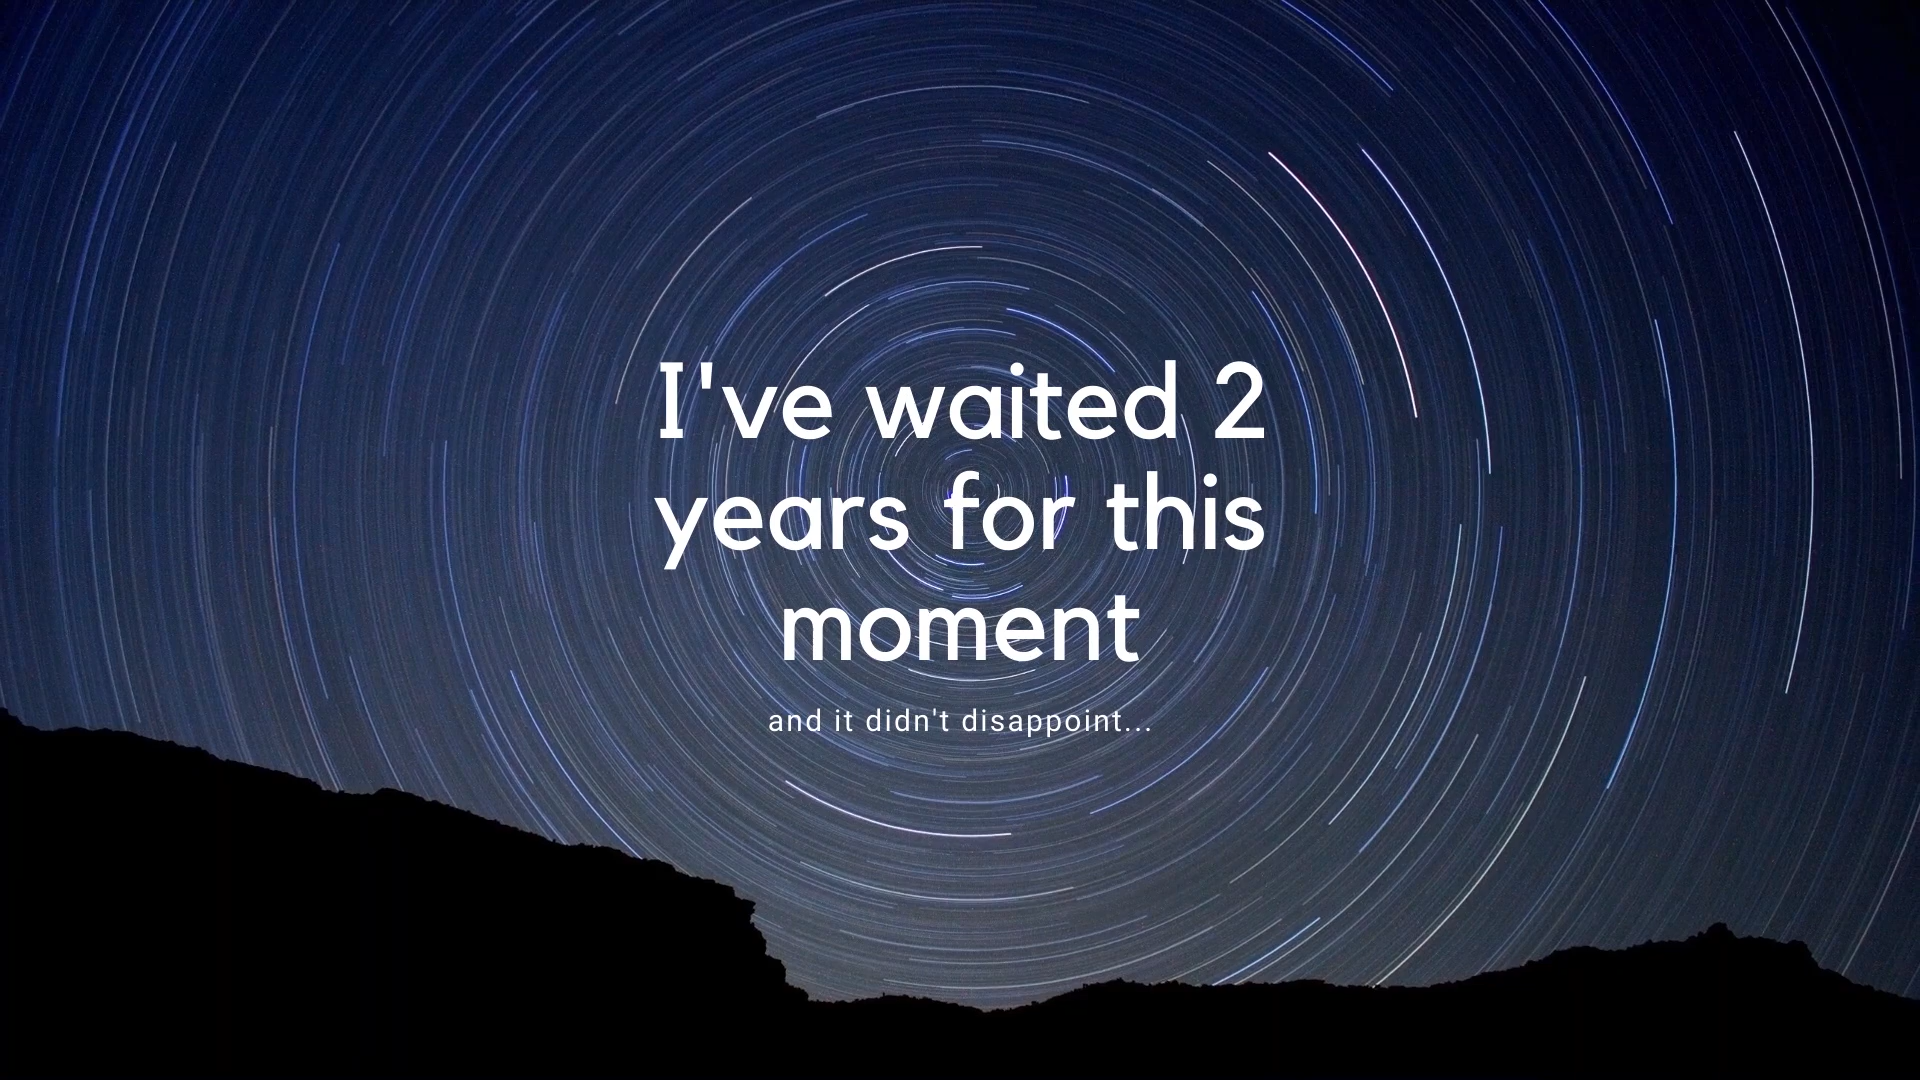 I've waited 2
years for this
moment
and it didn't disappoint...